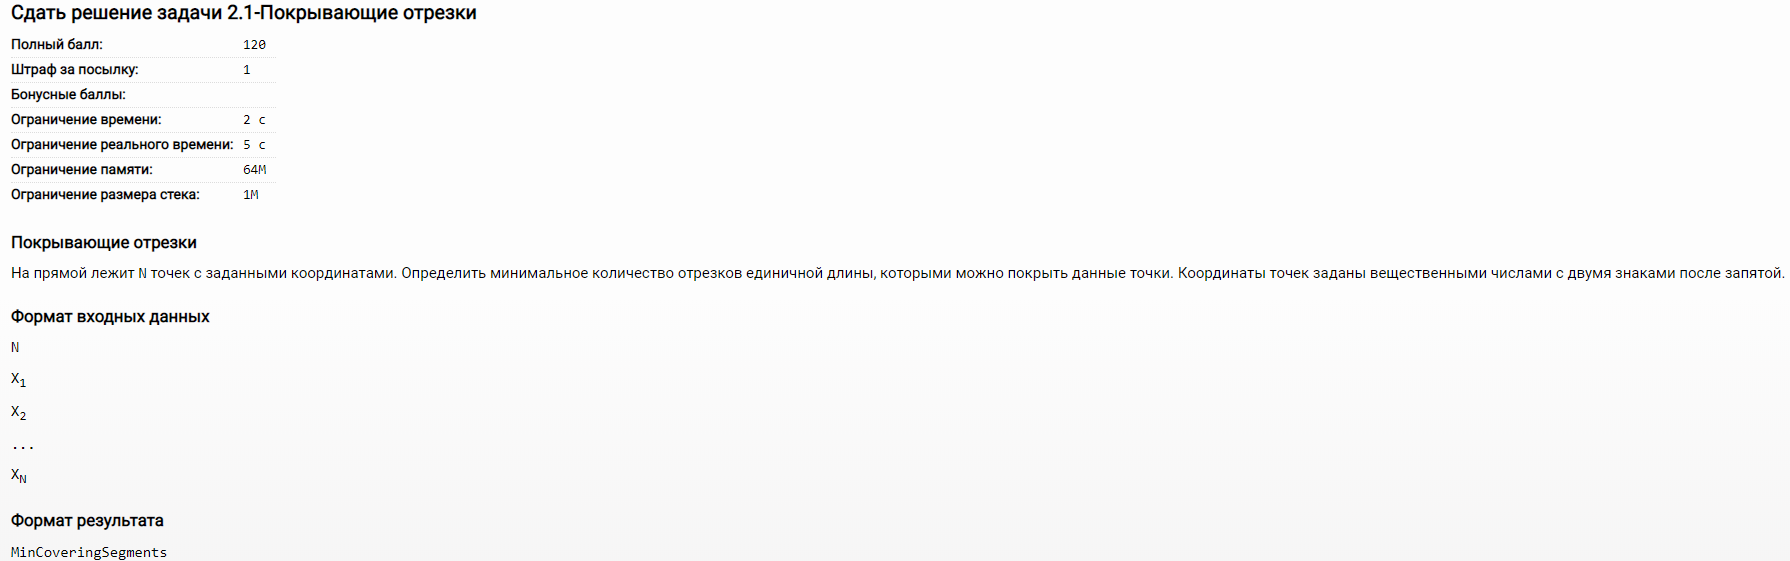 Сдать решение задачи 2.1-Покрывающие отрезки
Полный балл: 120
Штраф за посылку: 1
Бонусные баллы:
Ограничение времени: 2 с
Ограничение реального времени: 5 с
Ограничение памяти: 64M
Ограничение размера стека: 1M
Покрывающие отрезки
На прямой лежит N точек с заданными координатами. Определить минимальное количество отрезков единичной длины, которыми можно покрыть данные точки. Координаты точек заданы вещественными числами с двумя знаками после запятой.
Формат входных данных
N
X1
X2
...
XN
Формат результата
MinCoveringSegments